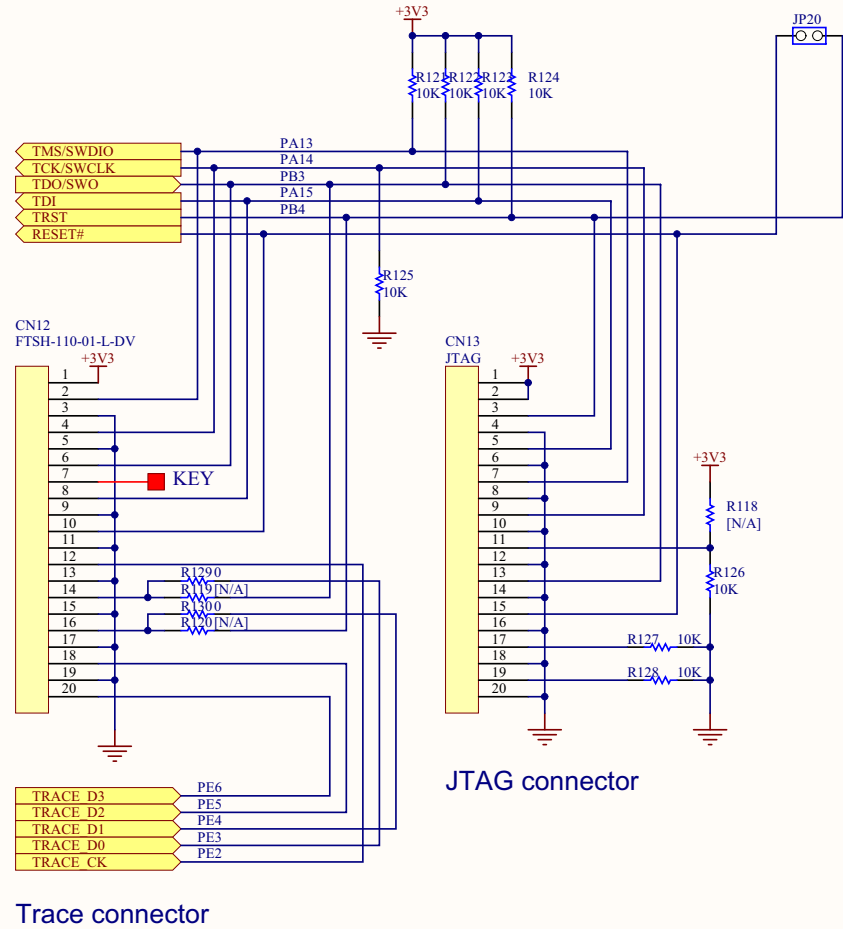 +3V3
JP20
R121 R122 R123 R124
10K 10K 10K 10K
TMS/SWDIO PA13
TCK/SWCLK PA14
TDO/SWO PB3
TDI PA15
TRST PB4
RESET#
R125
10K
CN12
FTSH-110-01-L-DV
+3V3
1
2
3
4
5
6
7
KEY
8
9
10
11
12
13
14
15
16
17
18
19
20
R129 0
R119 [N/A]
R130 0
R120 [N/A]
CN13
JTAG
+3V3
1
2
3
4
5
6
7
8
9
10
11
12
13
14
15
16
17
18
19
20
+3V3
R118
[N/A]
R126
10K
R127 10K
R128 10K
JTAG connector
TRACE_D3 PE6
TRACE_D2 PE5
TRACE_D1 PE4
TRACE_D0 PE3
TRACE_CK PE2
Trace connector